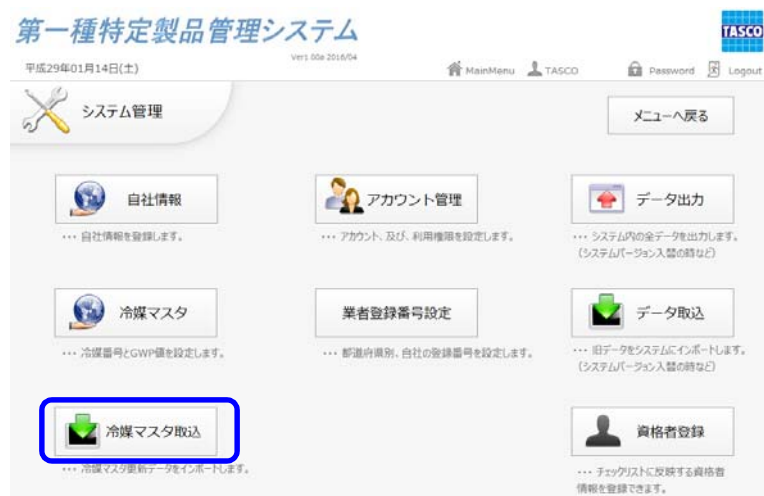 第一種特定製品管理システム
TASCO
平成29年01月14日(土)
Ver1.00a 2016/04
MainMenu
TASCO
Password
Logout
システム管理
メニューへ戻る
自社情報
アカウント管理
データ出力
… 自社情報を登録します。
… アカウント、及び、利用権限を設定します。
… システム内の全データを出力します。
(システムバージョン入替の時など)
冷媒マスタ
業者登録番号設定
データ取込
… 冷媒番号とGWP値を設定します。
… 都道府県別、自社の登録番号を設定します。
… 旧データをシステムにインポートします。
(システムバージョン入替の時など)
冷媒マスタ取込
資格者登録
… 冷媒マスタ更新データをインポートします。
… チェックリストに反映する資格者
情報を登録できます。